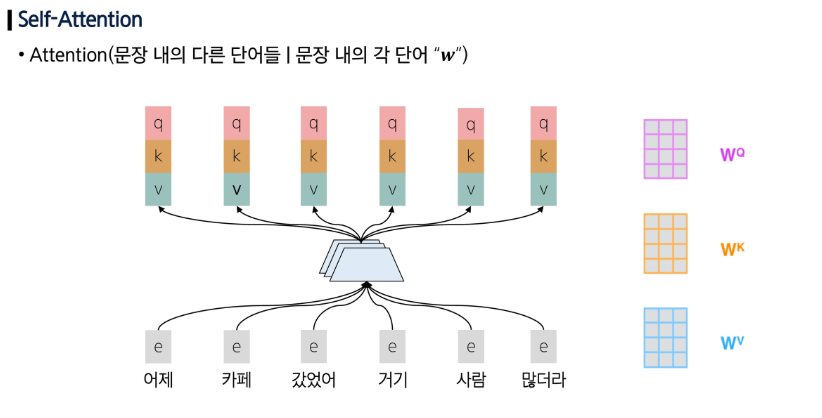 Self-Attention
• Attention(문장 내의 다른 단어들 | 문장 내의 각 단어 “w”)
q q q q q q
k k k k k k W^Q
v v v v v v
W^K
e e e e e e W^V
어제 카페 갔었어 거기 사람 많더라